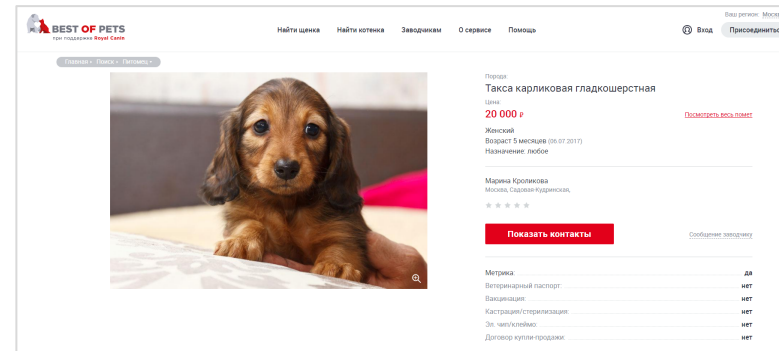 Ваш регион: Москва
BEST OF PETS
при поддержке Royal Canin
Найти щенка Найти котенка Заводчикам О сервисе Помощь
Вход Присоединиться
Главная • Поиск • Питомец •
Порода:
Такса карликовая гладкошерстная
Цена:
20 000 ₽ Посмотреть весь помет
Женский
Возраст 5 месяцев (06.07.2017)
Назначение: любое
Марина Кроликова
Москва, Садовая-Кудринская,
Показать контакты Сообщение заводчику
Метрика: да
Ветеринарный паспорт: нет
Вакцинация: нет
Кастрация/стерилизация: нет
Эл. чип/клеймо: нет
Договор купли-продажи: нет